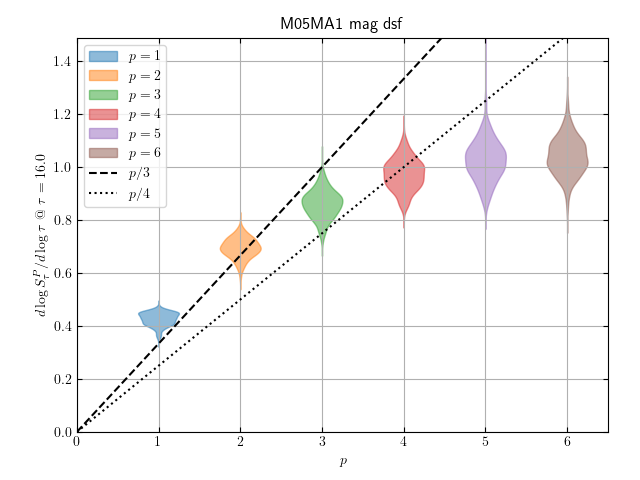 M05MA1 mag dsf
d log S_τ^P / d log τ @ τ = 16.0
1.4
1.2
1.0
0.8
0.6
0.4
0.2
0.0
p = 1
p = 2
p = 3
p = 4
p = 5
p = 6
p/3
p/4
0 1 2 3 4 5 6
p